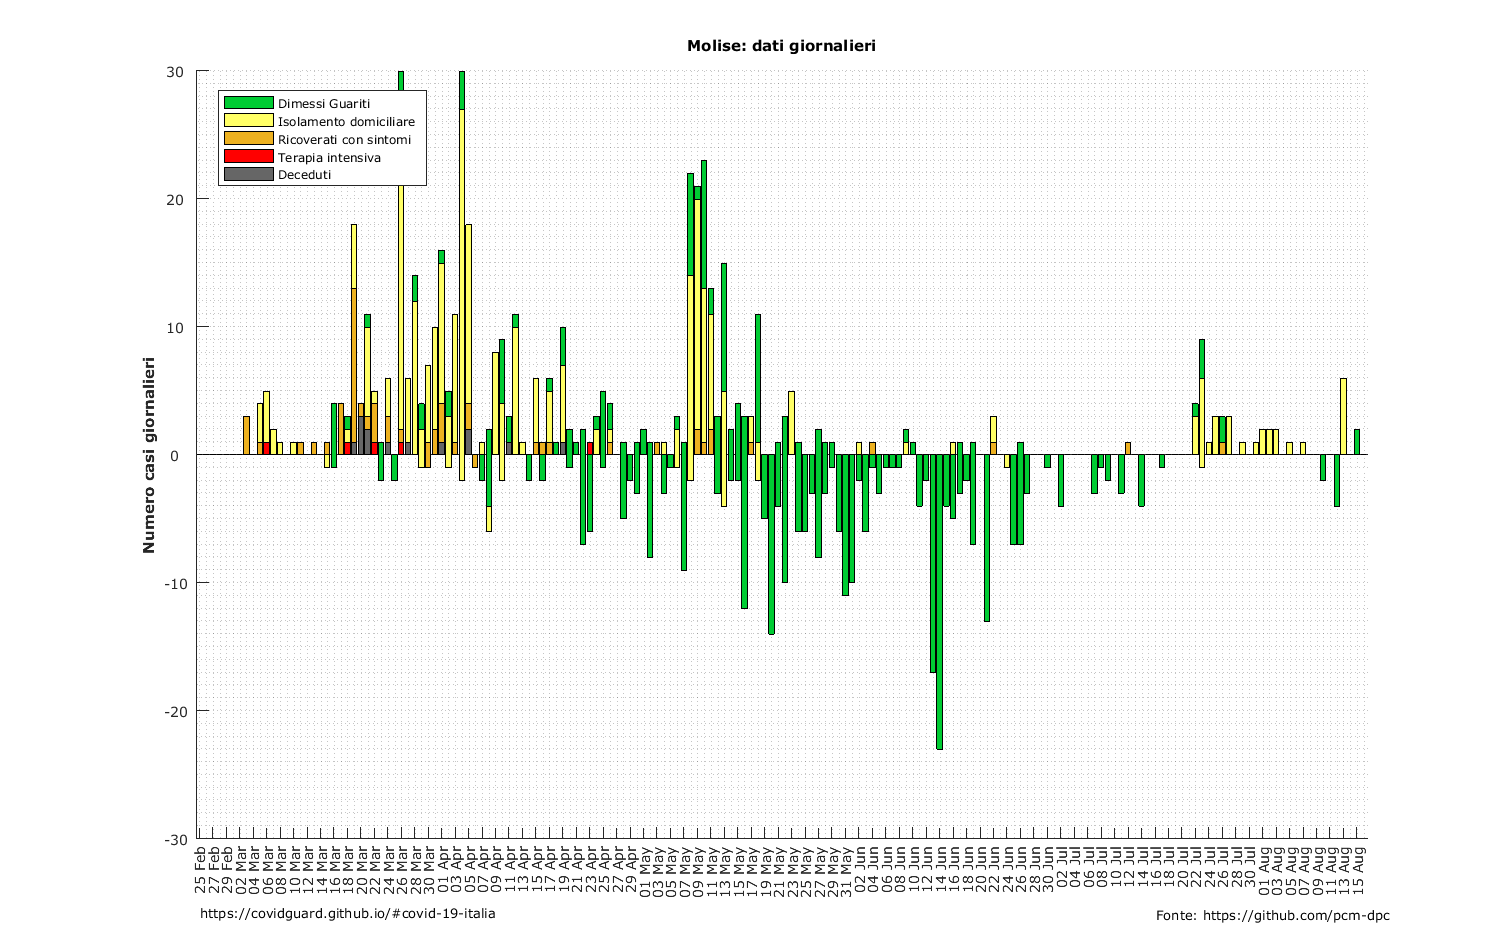 Molise: dati giornalieri
30
20
10
0
-10
-20
-30
Numero casi giornalieri
Dimessi Guariti
Isolamento domiciliare
Ricoverati con sintomi
Terapia intensiva
Deceduti
25 Feb
27 Feb
29 Feb
02 Mar
04 Mar
06 Mar
08 Mar
10 Mar
12 Mar
14 Mar
16 Mar
18 Mar
20 Mar
22 Mar
24 Mar
26 Mar
28 Mar
30 Mar
01 Apr
03 Apr
05 Apr
07 Apr
09 Apr
11 Apr
13 Apr
15 Apr
17 Apr
19 Apr
21 Apr
23 Apr
25 Apr
27 Apr
29 Apr
01 May
03 May
05 May
07 May
09 May
11 May
13 May
15 May
17 May
19 May
21 May
23 May
25 May
27 May
29 May
31 May
02 Jun
04 Jun
06 Jun
08 Jun
10 Jun
12 Jun
14 Jun
16 Jun
18 Jun
20 Jun
22 Jun
24 Jun
26 Jun
28 Jun
30 Jun
02 Jul
04 Jul
06 Jul
08 Jul
10 Jul
12 Jul
14 Jul
16 Jul
18 Jul
20 Jul
22 Jul
24 Jul
26 Jul
28 Jul
30 Jul
01 Aug
03 Aug
05 Aug
07 Aug
09 Aug
11 Aug
13 Aug
15 Aug
https://covidguard.github.io/#covid-19-italia
Fonte: https://github.com/pcm-dpc